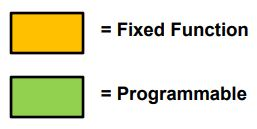 = Fixed Function
= Programmable